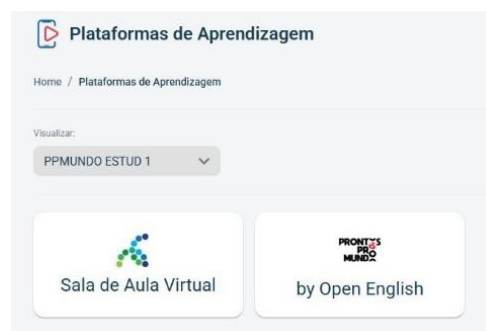 Plataformas de Aprendizagem
Home / Plataformas de Aprendizagem
Visualizar:
PPMUNDO ESTUD 1
Sala de Aula Virtual
PRONTOS
PRO
MUNDO
by Open English